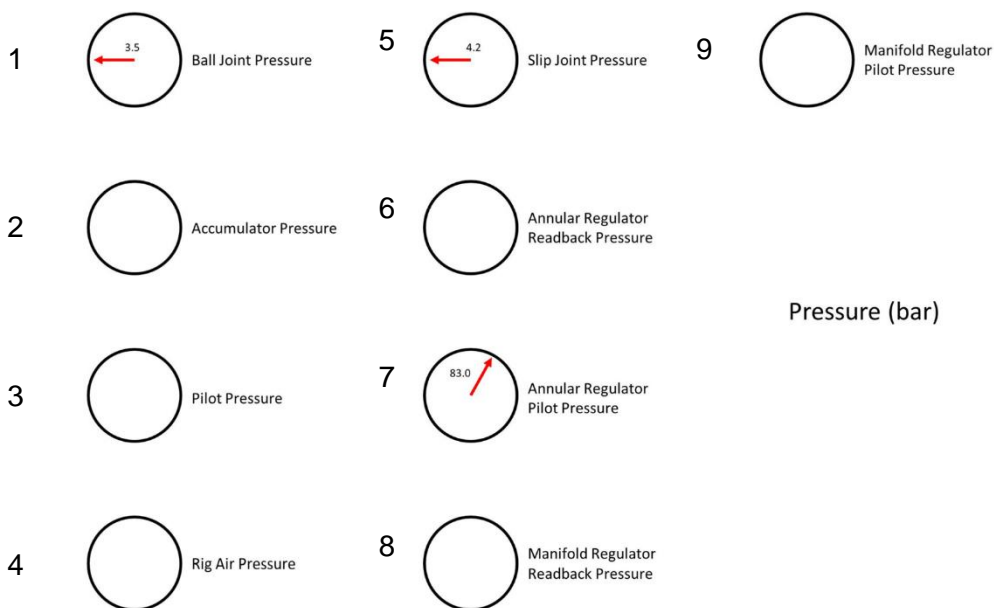 1
3.5
Ball Joint Pressure
5
4.2
Slip Joint Pressure
9
Manifold Regulator
Pilot Pressure
2
Accumulator Pressure
6
Annular Regulator
Readback Pressure
Pressure (bar)
3
Pilot Pressure
7
83.0
Annular Regulator
Pilot Pressure
4
Rig Air Pressure
8
Manifold Regulator
Readback Pressure